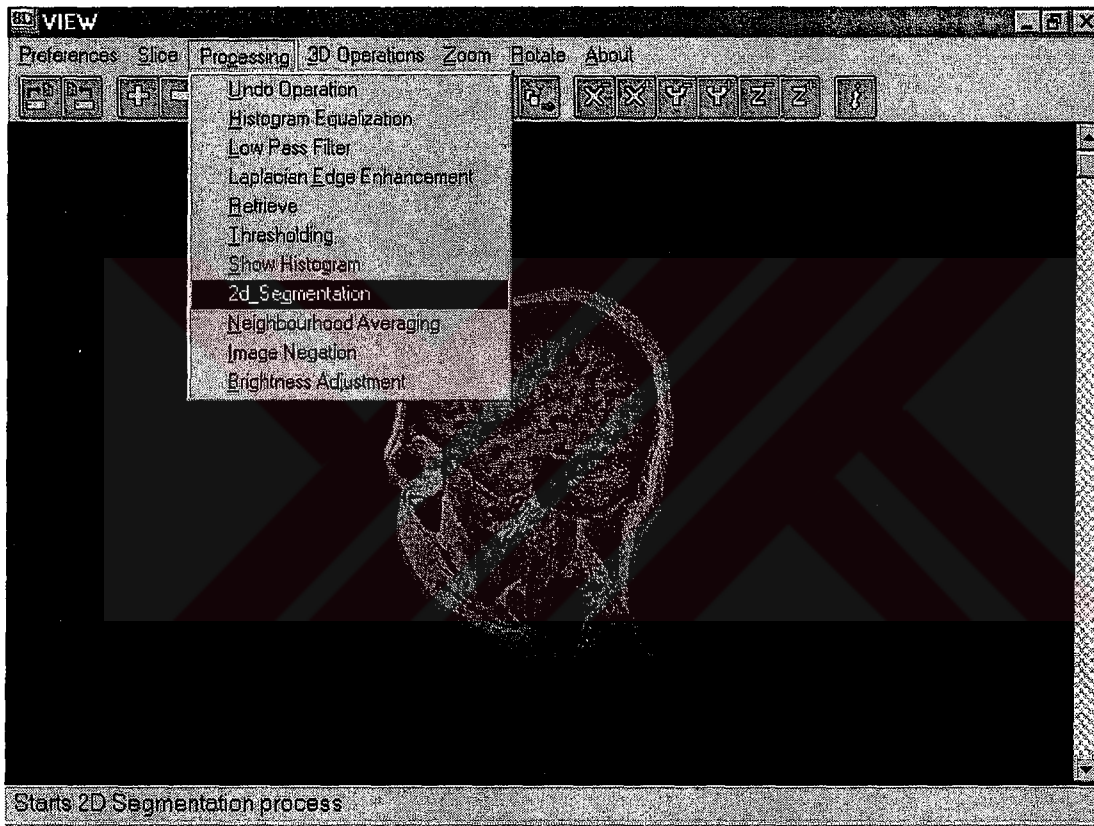 VIEW
Preferences Slice Processing 3D Operations Zoom Rotate About
Undo Operation
Histogram Equalization
Low Pass Filter
Laplacian Edge Enhancement
Retrieve
Thresholding
Show Histogram
2d_Segmentation
Neighbourhood Averaging
Image Negation
Brightness Adjustment
X X Y Y Z Z
Starts 2D Segmentation process